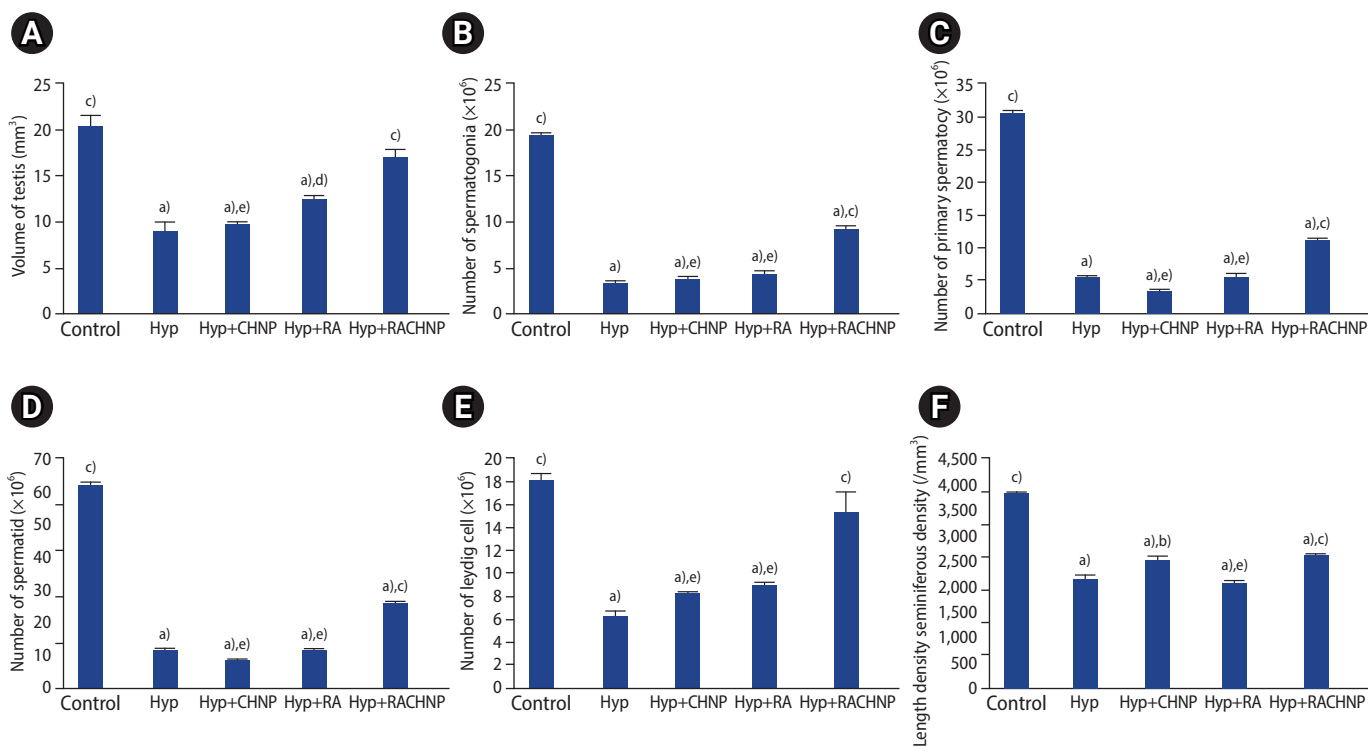 A
Volume of testis (mm³)
25
20
15
10
5
0
c)
a)
a),e)
a),d)
c)
Control Hyp Hyp+CHNP Hyp+RA Hyp+RACHNP
B
Number of spermatogonia (×10⁶)
25
20
15
10
5
0
c)
a)
a),e)
a),e)
a),c)
Control Hyp Hyp+CHNP Hyp+RA Hyp+RACHNP
C
Number of primary spermatocy (×10⁶)
35
30
25
20
15
10
5
0
c)
a)
a),e)
a),e)
a),c)
Control Hyp Hyp+CHNP Hyp+RA Hyp+RACHNP
D
Number of spermatid (×10⁶)
70
60
50
40
30
20
10
0
c)
a)
a),e)
a),e)
a),c)
Control Hyp Hyp+CHNP Hyp+RA Hyp+RACHNP
E
Number of leydig cell (×10⁶)
20
18
16
14
12
10
8
6
4
2
0
c)
a)
a),e)
a),e)
c)
Control Hyp Hyp+CHNP Hyp+RA Hyp+RACHNP
F
Length density seminiferous density (/mm³)
4,500
4,000
3,500
3,000
2,500
2,000
1,500
1,000
500
0
c)
a)
a),b)
a),e)
a),c)
Control Hyp Hyp+CHNP Hyp+RA Hyp+RACHNP